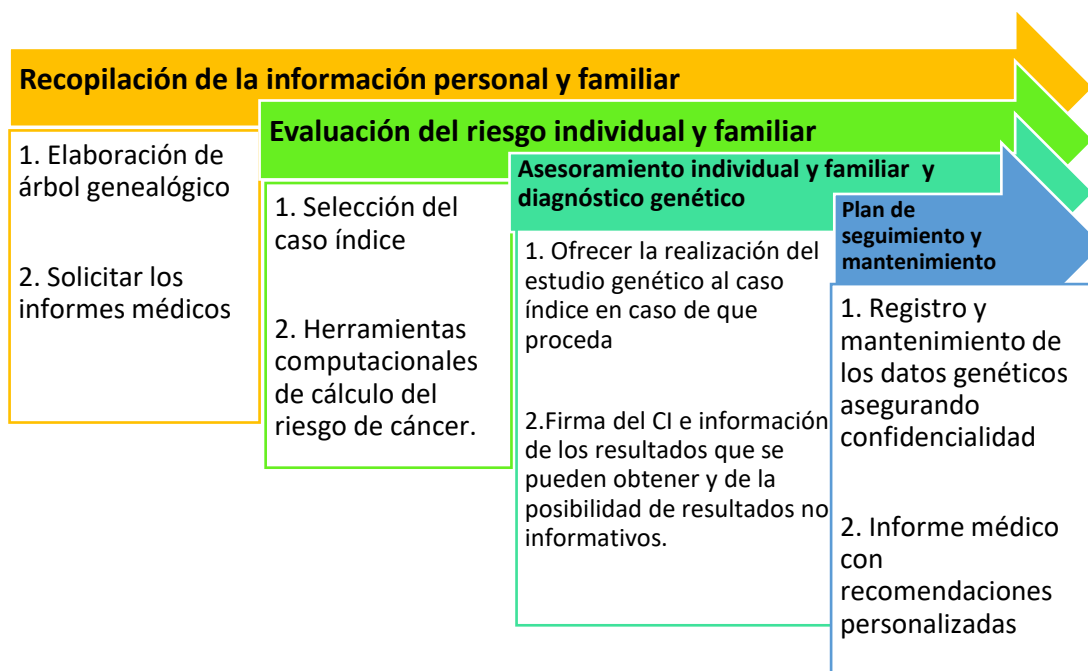 Recopilación de la información personal y familiar
1. Elaboración de
árbol genealógico
2. Solicitar los
informes médicos
Evaluación del riesgo individual y familiar
1. Selección del
caso índice
2. Herramientas
computacionales
de cálculo del
riesgo de cáncer.
Asesoramiento individual y familiar y
diagnóstico genético
1. Ofrecer la realización del
estudio genético al caso
índice en caso de que
proceda
2.Firma del CI e información
de los resultados que se
pueden obtener y de la
posibilidad de resultados no
informativos.
Plan de
seguimiento y
mantenimiento
1. Registro y
mantenimiento de
los datos genéticos
asegurando
confidencialidad
2. Informe médico
con
recomendaciones
personalizadas